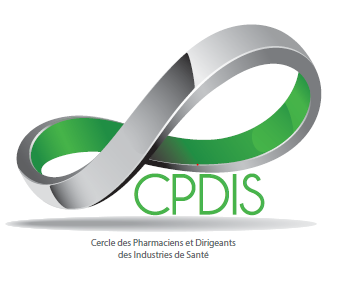 CPDIS
Cercle des Pharmaciens et Dirigeants
des Industries de Santé